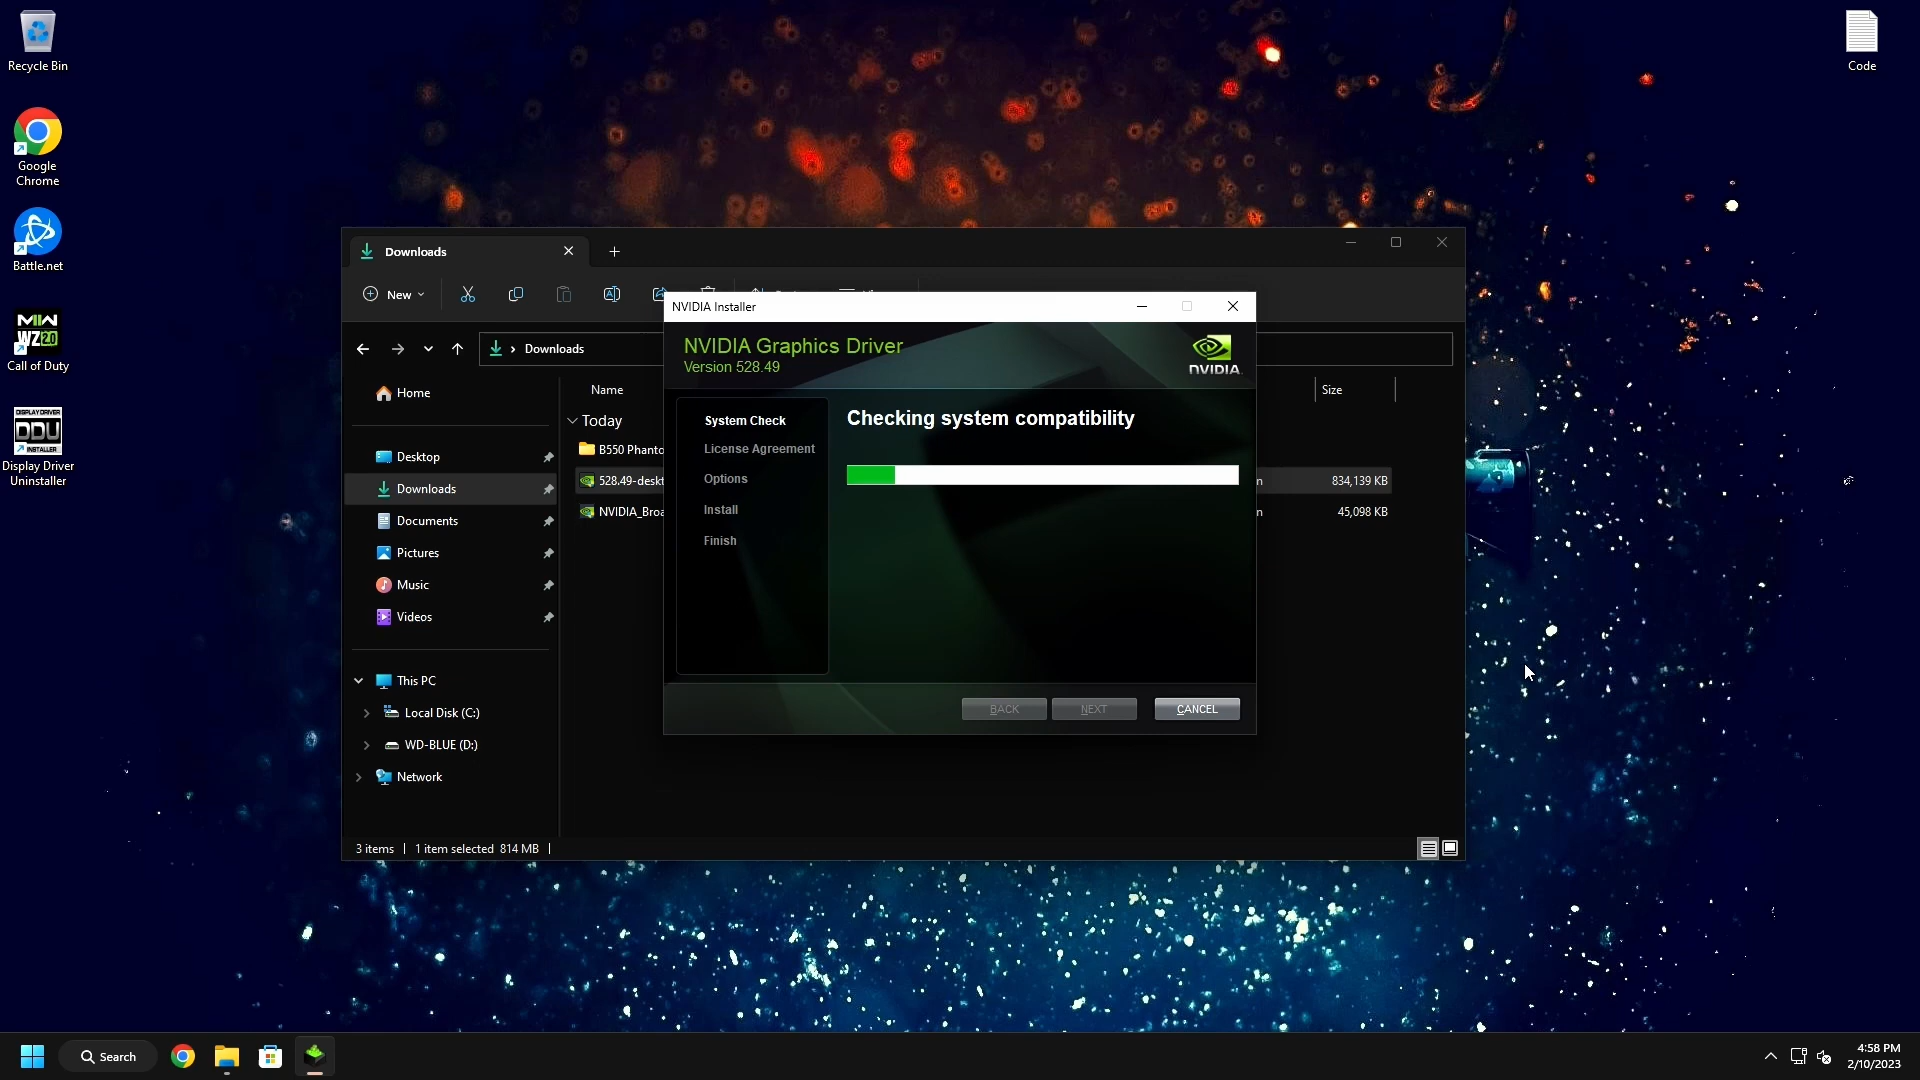 Recycle Bin
Google
Chrome
Battle.net
MW
WZ 2.0
Call of Duty
DISPLAY DRIVER
DDU
Display Driver
Uninstaller
Code
Downloads
New
Downloads
Home
Desktop
Downloads
Documents
Pictures
Music
Videos
This PC
Local Disk (C:)
WD-BLUE (D:)
Network
Name
Size
Today
B550 Phanto
528.49-deskt
834,139 KB
NVIDIA_Broa
45,098 KB
3 items
1 item selected 814 MB
NVIDIA Installer
NVIDIA Graphics Driver
Version 528.49
NVIDIA.
System Check
License Agreement
Options
Install
Finish
Checking system compatibility
BACK
NEXT
CANCEL
Search
4:58 PM
2/10/2023